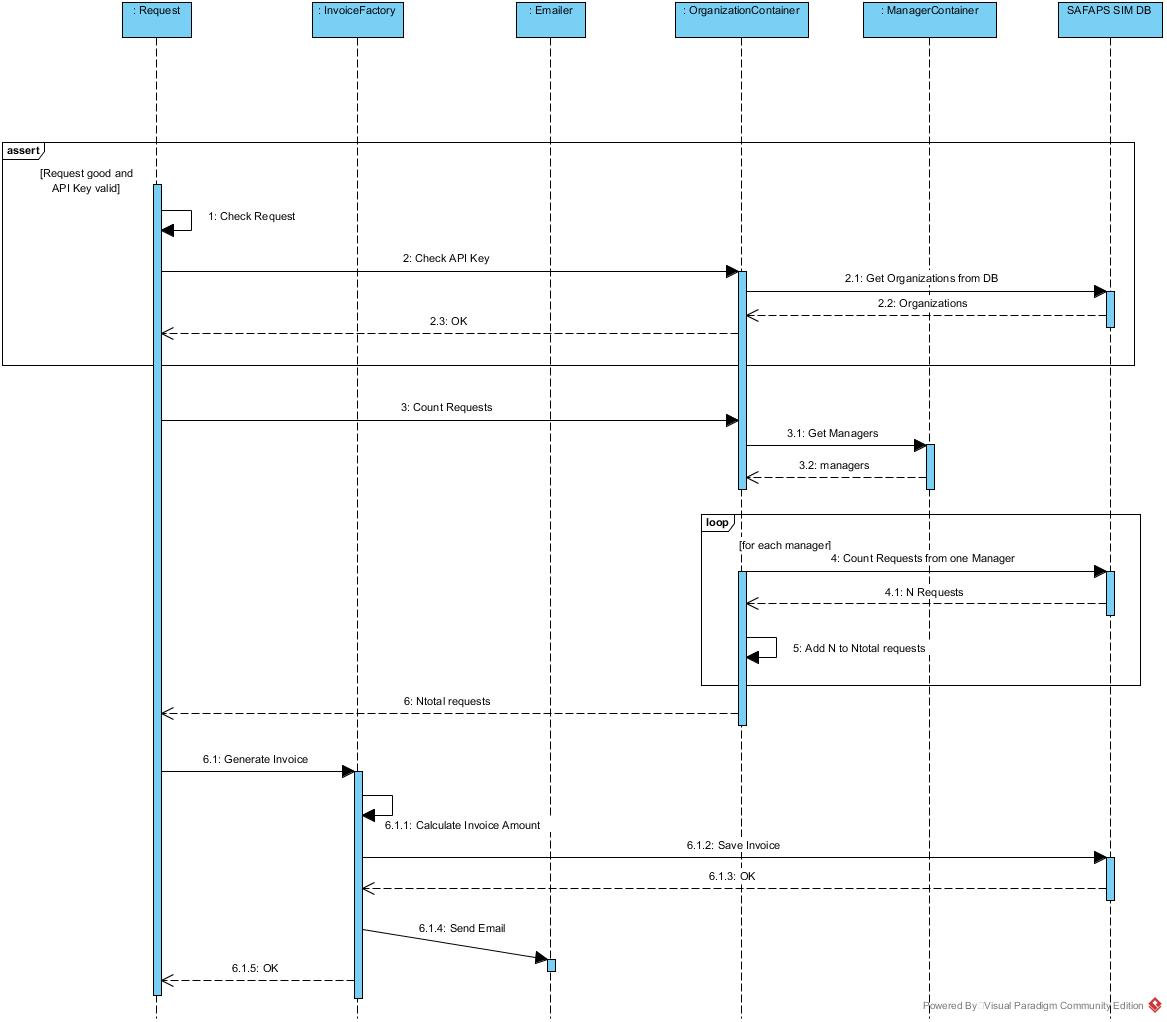 : Request
: InvoiceFactory
: Emailer
: OrganizationContainer
: ManagerContainer
SAFAPS SIM DB
assert
[Request good and
API Key valid]
1: Check Request
2: Check API Key
2.1: Get Organizations from DB
2.2: Organizations
2.3: OK
3: Count Requests
3.1: Get Managers
3.2: managers
loop
[for each manager]
4: Count Requests from one Manager
4.1: N Requests
5: Add N to Ntotal requests
6: Ntotal requests
6.1: Generate Invoice
6.1.1: Calculate Invoice Amount
6.1.2: Save Invoice
6.1.3: OK
6.1.4: Send Email
6.1.5: OK
Powered By Visual Paradigm Community Edition